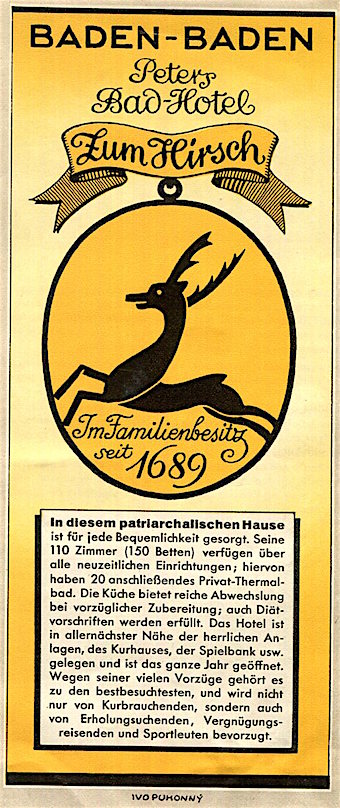 BADEN-BADEN
Peters
Bad-Hotel
Zum Hirsch
Im Familienbesitz
seit 1689
In diesem patriarchalischen Hause
ist für jede Bequemlichkeit gesorgt. Seine
110 Zimmer (150 Betten) verfügen über
alle neuzeitlichen Einrichtungen; hiervon
haben 20 anschließendes Privat-Thermal-
bad. Die Küche bietet reiche Abwechslung
bei vorzüglicher Zubereitung; auch Diät-
vorschriften werden erfüllt. Das Hotel ist
in allernächster Nähe der herrlichen An-
lagen, des Kurhauses, der Spielbank usw.
gelegen und ist das ganze Jahr geöffnet.
Wegen seiner vielen Vorzüge gehört es
zu den bestbesuchtesten, und wird nicht
nur von Kurbrauchenden, sondern auch
von Erholungsuchenden, Vergnügungs-
reisenden und Sportleuten bevorzugt.
IVO PUHONNÝ